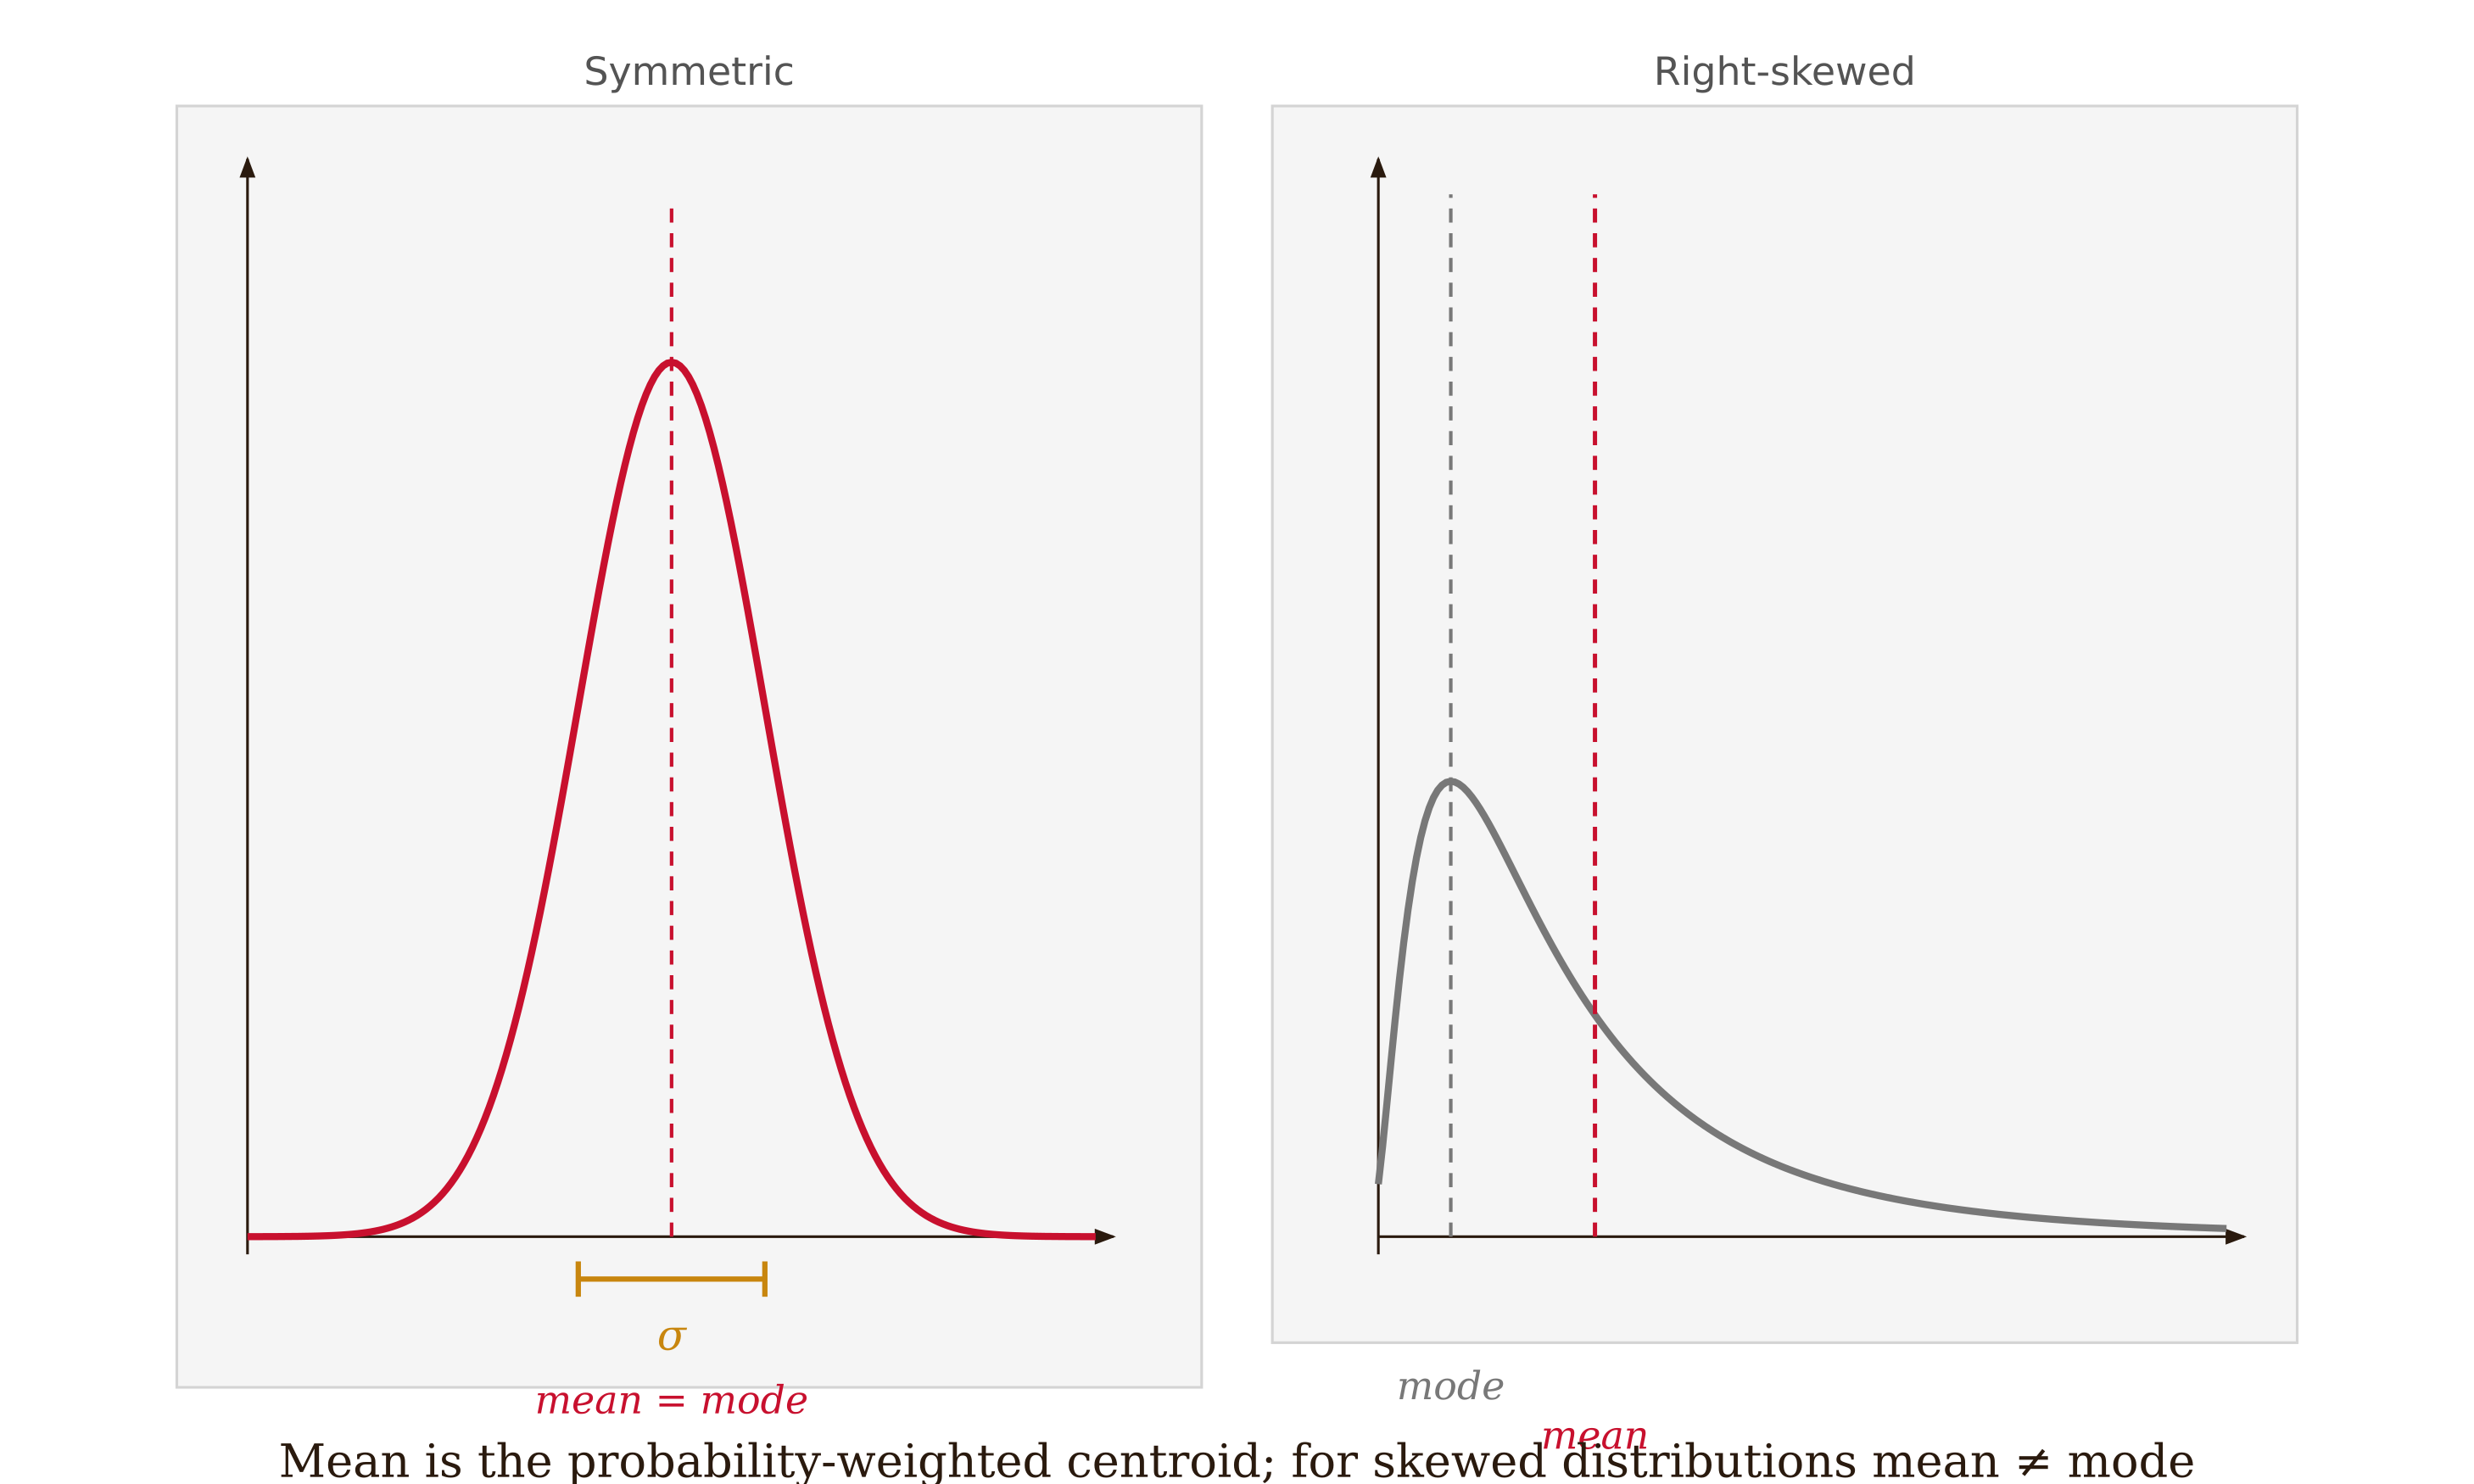 Symmetric
Right-skewed
σ
mean = mode
mode
mean
Mean is the probability-weighted centroid; for skewed distributions mean ≠ mode